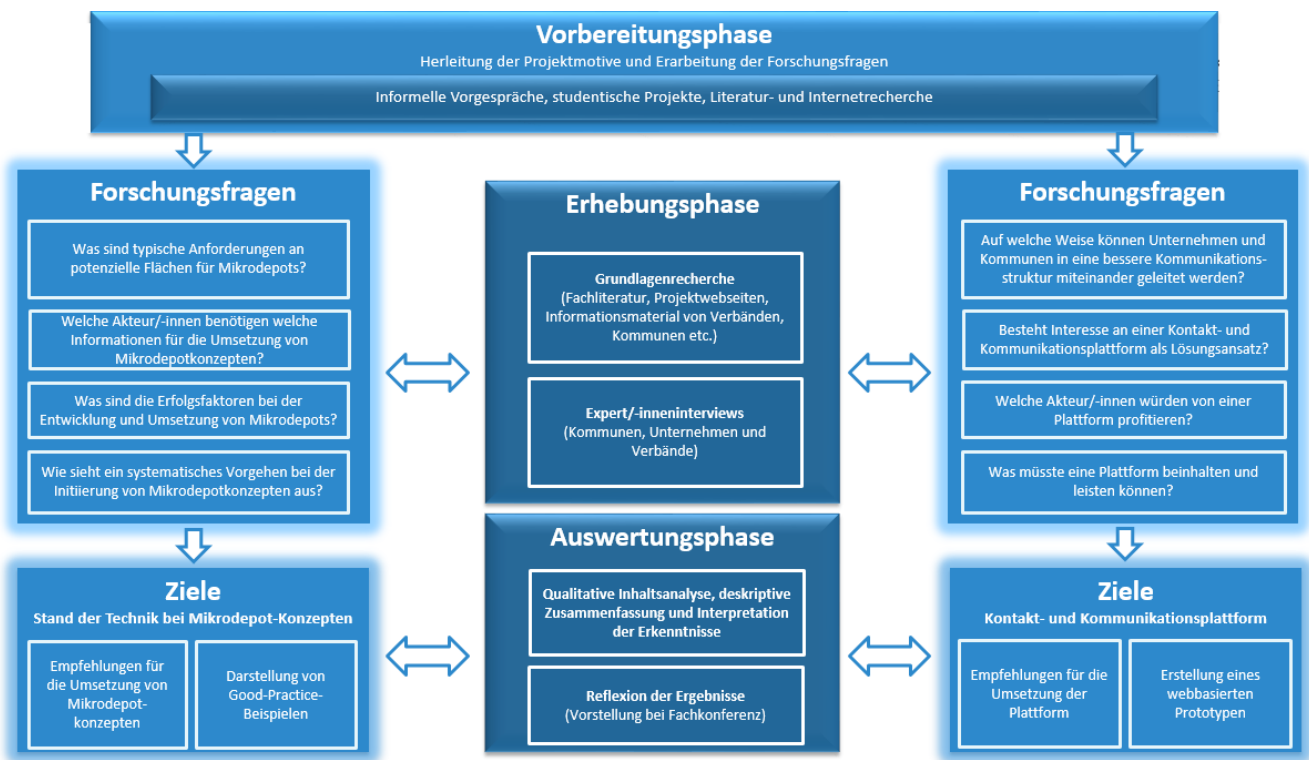 Vorbereitungsphase
Herleitung der Projektmotive und Erarbeitung der Forschungsfragen
Informelle Vorgespräche, studentische Projekte, Literatur- und Internetrecherche
Forschungsfragen
Was sind typische Anforderungen an
potenzielle Flächen für Mikrodepots?
Welche Akteur/-innen benötigen welche
Informationen für die Umsetzung von
Mikrodepotkonzepten?
Was sind die Erfolgsfaktoren bei der
Entwicklung und Umsetzung von Mikrodepots?
Wie sieht ein systematisches Vorgehen bei der
Initiierung von Mikrodepotkonzepten aus?
Erhebungsphase
Grundlagenrecherche
(Fachliteratur, Projektwebseiten,
Informationsmaterial von Verbänden,
Kommunen etc.)
Expert/-inneninterviews
(Kommunen, Unternehmen und
Verbände)
Forschungsfragen
Auf welche Weise können Unternehmen und
Kommunen in eine bessere Kommunikations-
struktur miteinander geleitet werden?
Besteht Interesse an einer Kontakt- und
Kommunikationsplattform als Lösungsansatz?
Welche Akteur/-innen würden von einer
Plattform profitieren?
Was müsste eine Plattform beinhalten und
leisten können?
Ziele
Stand der Technik bei Mikrodepot-Konzepten
Empfehlungen für
die Umsetzung von
Mikrodepot-
konzepten
Darstellung von
Good-Practice-
Beispielen
Auswertungsphase
Qualitative Inhaltsanalyse, deskriptive
Zusammenfassung und Interpretation
der Erkenntnisse
Reflexion der Ergebnisse
(Vorstellung bei Fachkonferenz)
Ziele
Kontakt- und Kommunikationsplattform
Empfehlungen für die
Umsetzung der
Plattform
Erstellung eines
webbasierten
Prototypen